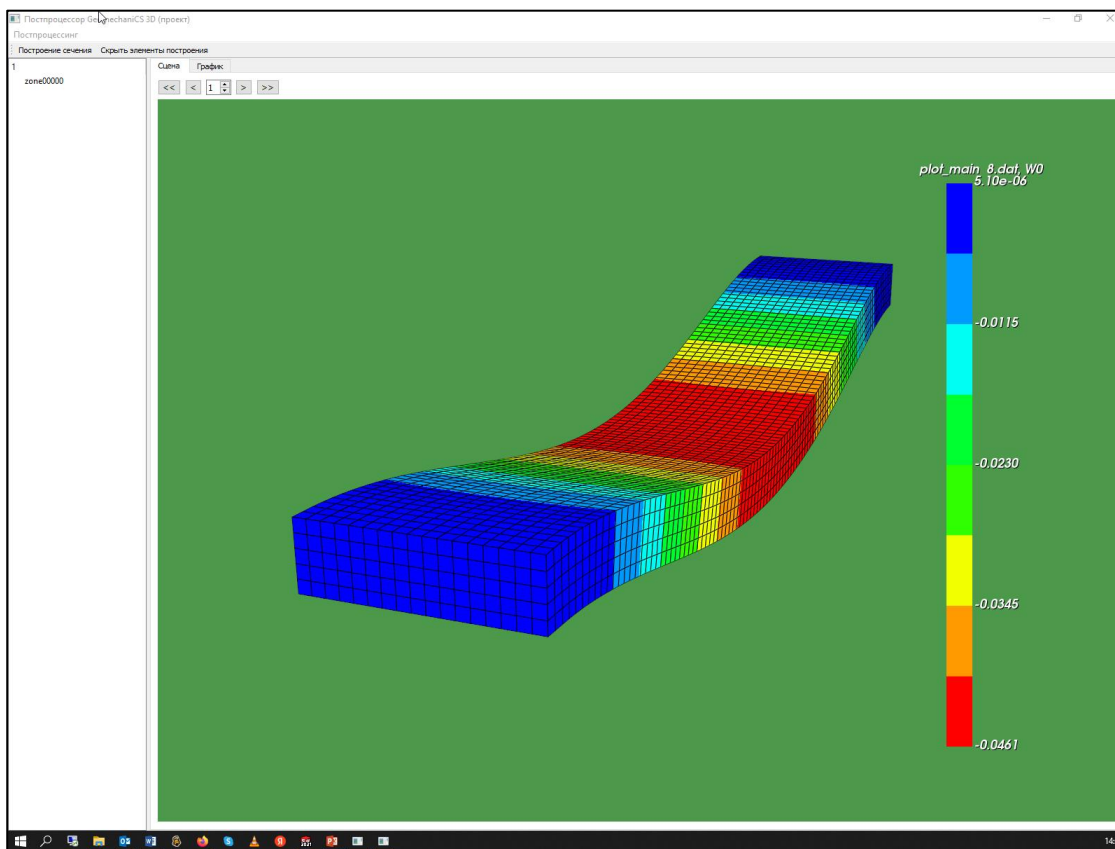 Постпроцессор GeomechaniCS 3D (проект)
Постпроцессинг
Построение сечения Скрыть элементы построения
1
zone00000
Сцена График
<< < 1 > >>
plot_main_8.dat, W0
5.10e-06
-0.0115
-0.0230
-0.0345
-0.0461
14: